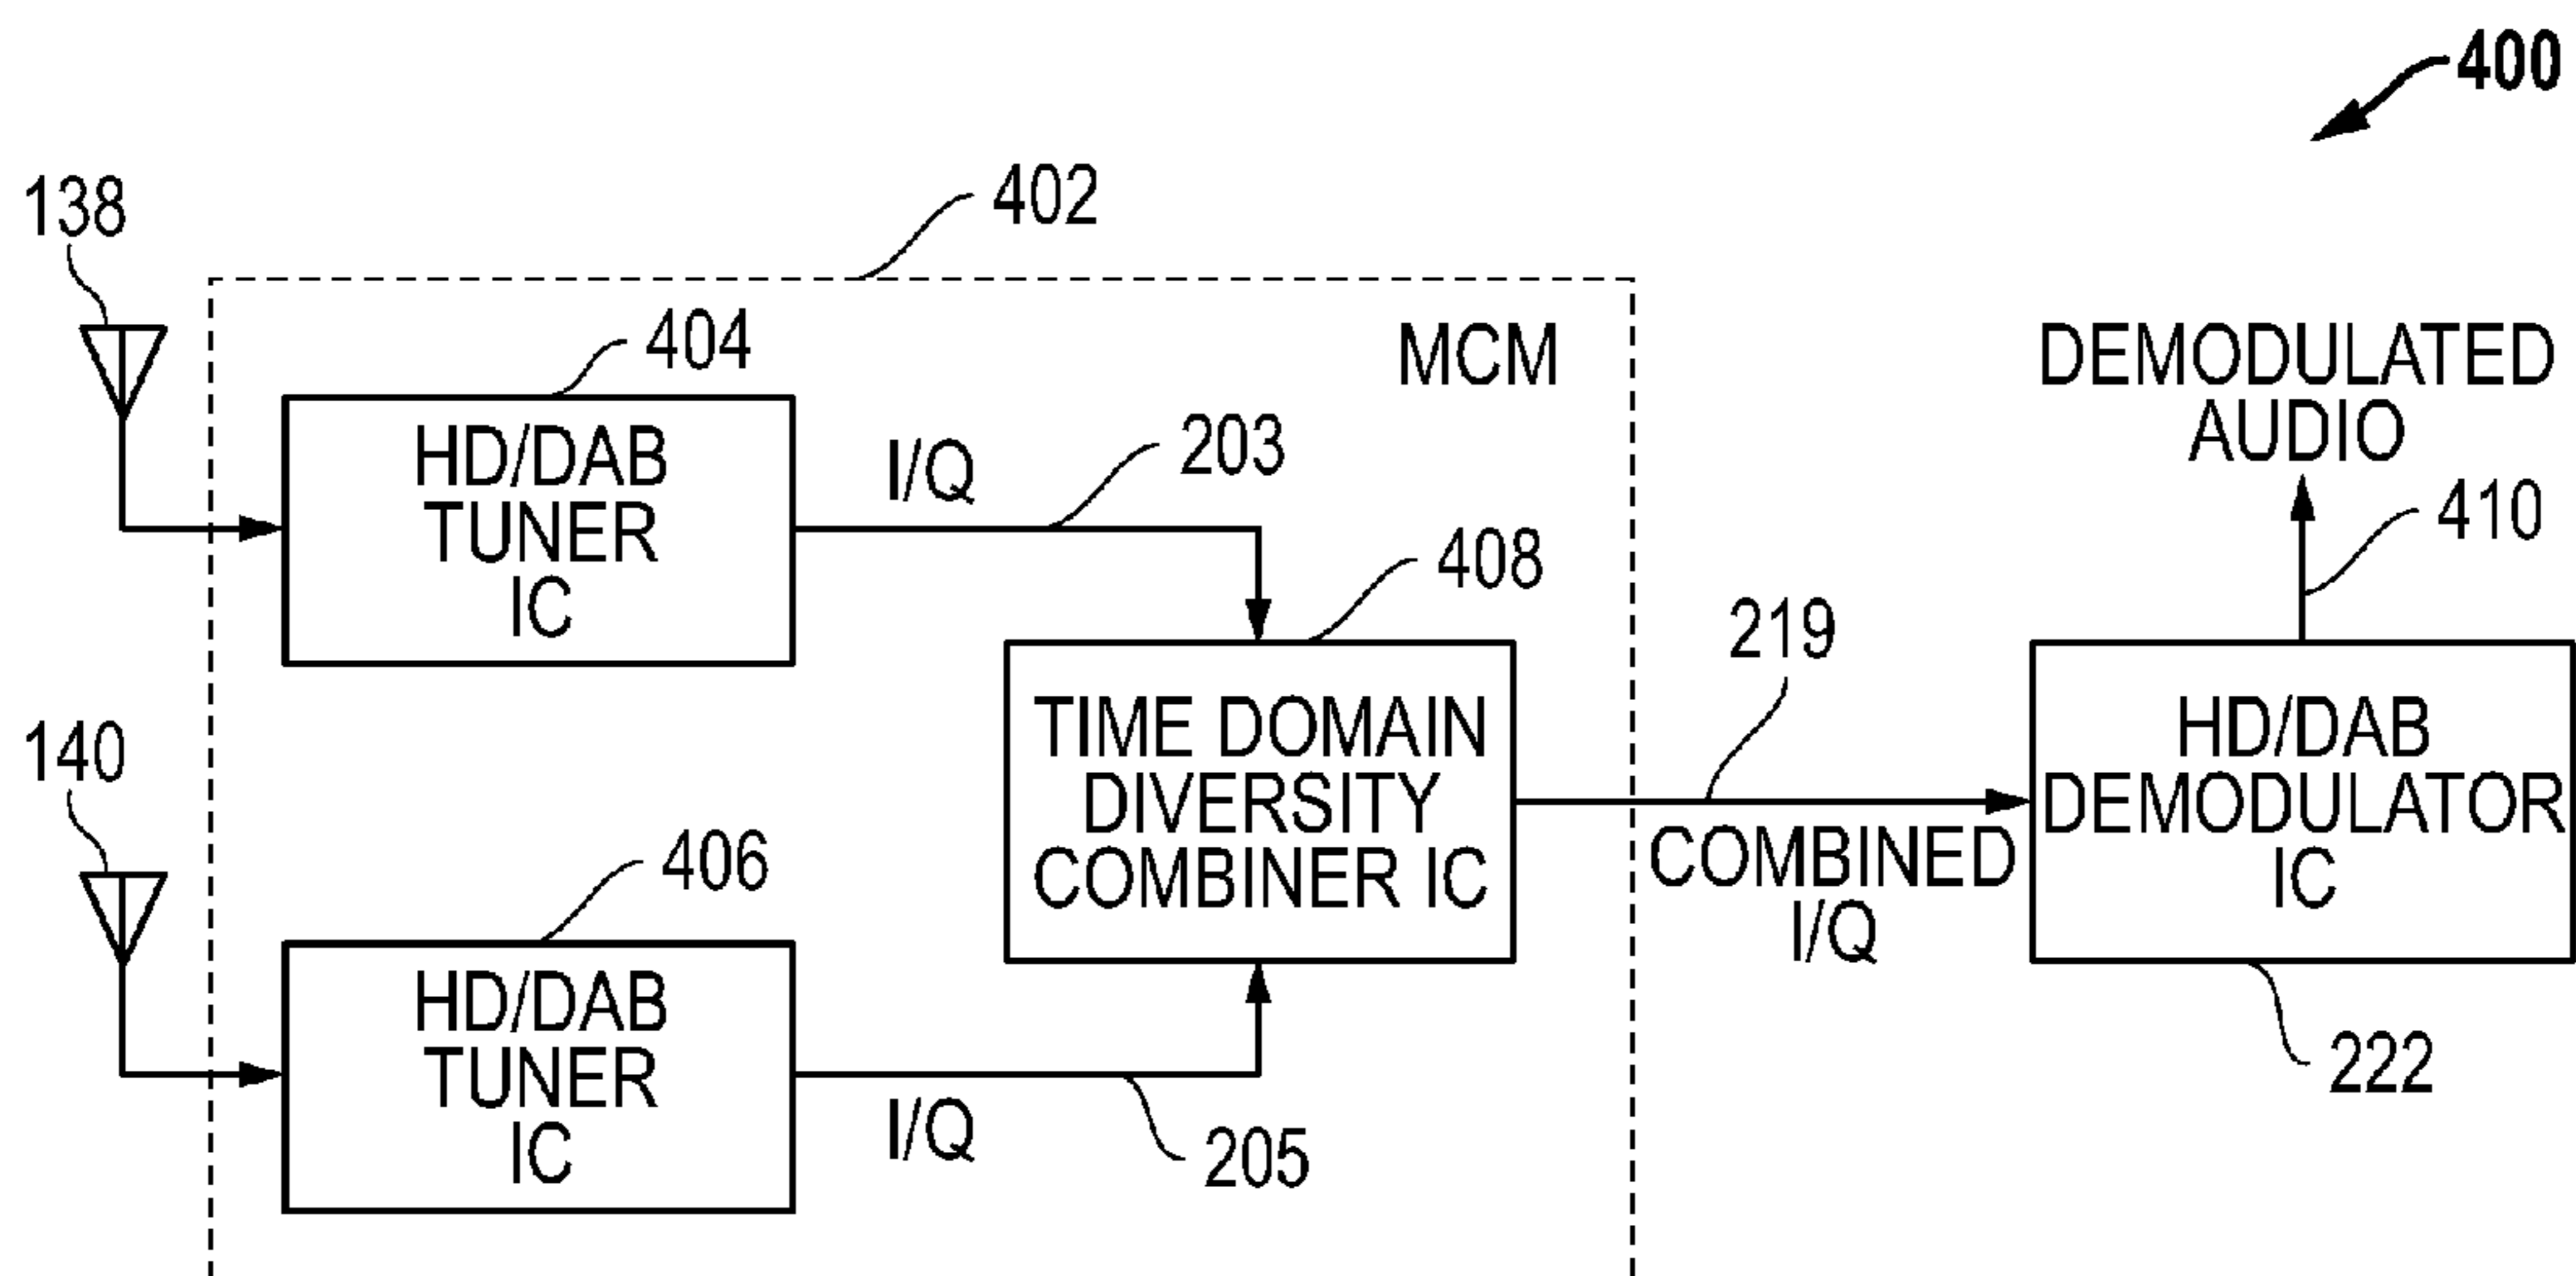 400
402
138
404
MCM
HD/DAB
TUNER
IC
I/Q
203
408
DEMODULATED
AUDIO
410
140
406
HD/DAB
TUNER
IC
I/Q
205
TIME DOMAIN
DIVERSITY
COMBINER IC
219
COMBINED
I/Q
HD/DAB
DEMODULATOR
IC
222